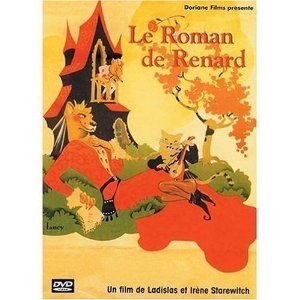 Doriane Films présente
Le Roman
de Renard
DVD
Un film de Ladislas et Irène Starewitch